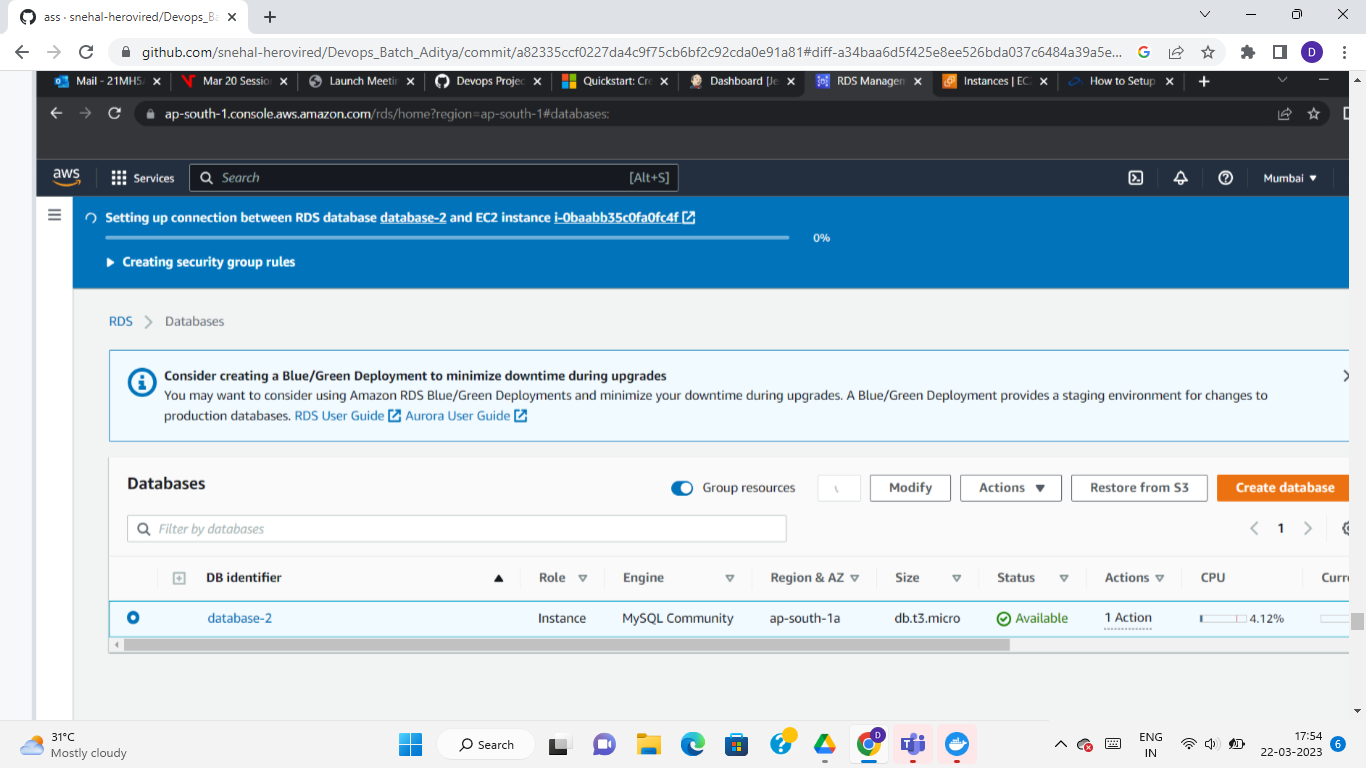 ass · snehal-herovired/Devops_Ba
github.com/snehal-herovired/Devops_Batch_Aditya/commit/a82335ccf0227da4c9f75cb6bf2c92cda0e91a81#diff-a34baa6d5f425e8ee526bda037c6484a39a5e...
D
Mail - 21MH5 Mar 20 Sessio Launch Meetin Devops Projec Quickstart: Cre Dashboard [Je RDS Managem Instances | EC2 How to Setup
ap-south-1.console.aws.amazon.com/rds/home?region=ap-south-1#databases:
aws Services Search [Alt+S] Mumbai
Setting up connection between RDS database database-2 and EC2 instance i-0baabb35c0fa0fc4f
0%
Creating security group rules
RDS Databases
Consider creating a Blue/Green Deployment to minimize downtime during upgrades
You may want to consider using Amazon RDS Blue/Green Deployments and minimize your downtime during upgrades. A Blue/Green Deployment provides a staging environment for changes to
production databases. RDS User Guide Aurora User Guide
Databases Group resources Modify Actions Restore from S3 Create database
Filter by databases 1
DB identifier Role Engine Region & AZ Size Status Actions CPU Curre
database-2 Instance MySQL Community ap-south-1a db.t3.micro Available 1 Action 4.12%
31°C
Mostly cloudy
Search
D
ENG
IN
17:54
22-03-2023
6